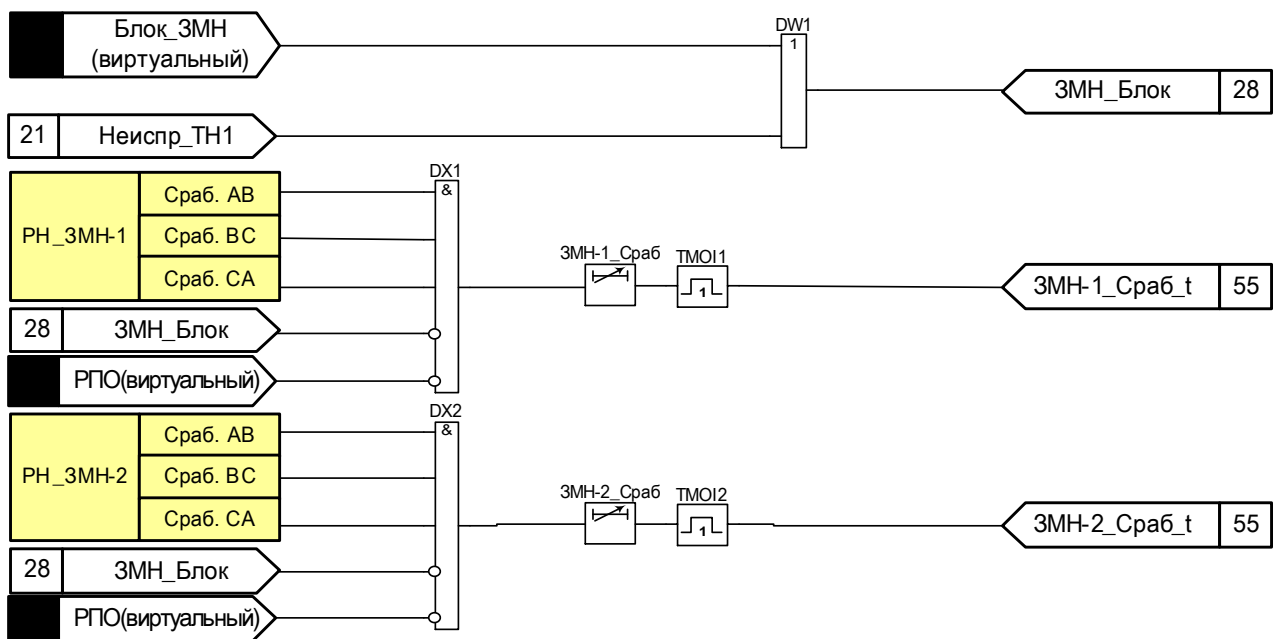 Блок_ЗМН
(виртуальный)
DW1
1
ЗМН_Блок 28
21 Неиспр_ТН1
DX1
&
РН_ЗМН-1
Сраб. АВ
Сраб. ВС
Сраб. СА
ЗМН-1_Сраб
TMOI1
1
ЗМН-1_Сраб_t 55
28 ЗМН_Блок
РПО(виртуальный)
DX2
&
РН_ЗМН-2
Сраб. АВ
Сраб. ВС
Сраб. СА
ЗМН-2_Сраб
TMOI2
1
ЗМН-2_Сраб_t 55
28 ЗМН_Блок
РПО(виртуальный)